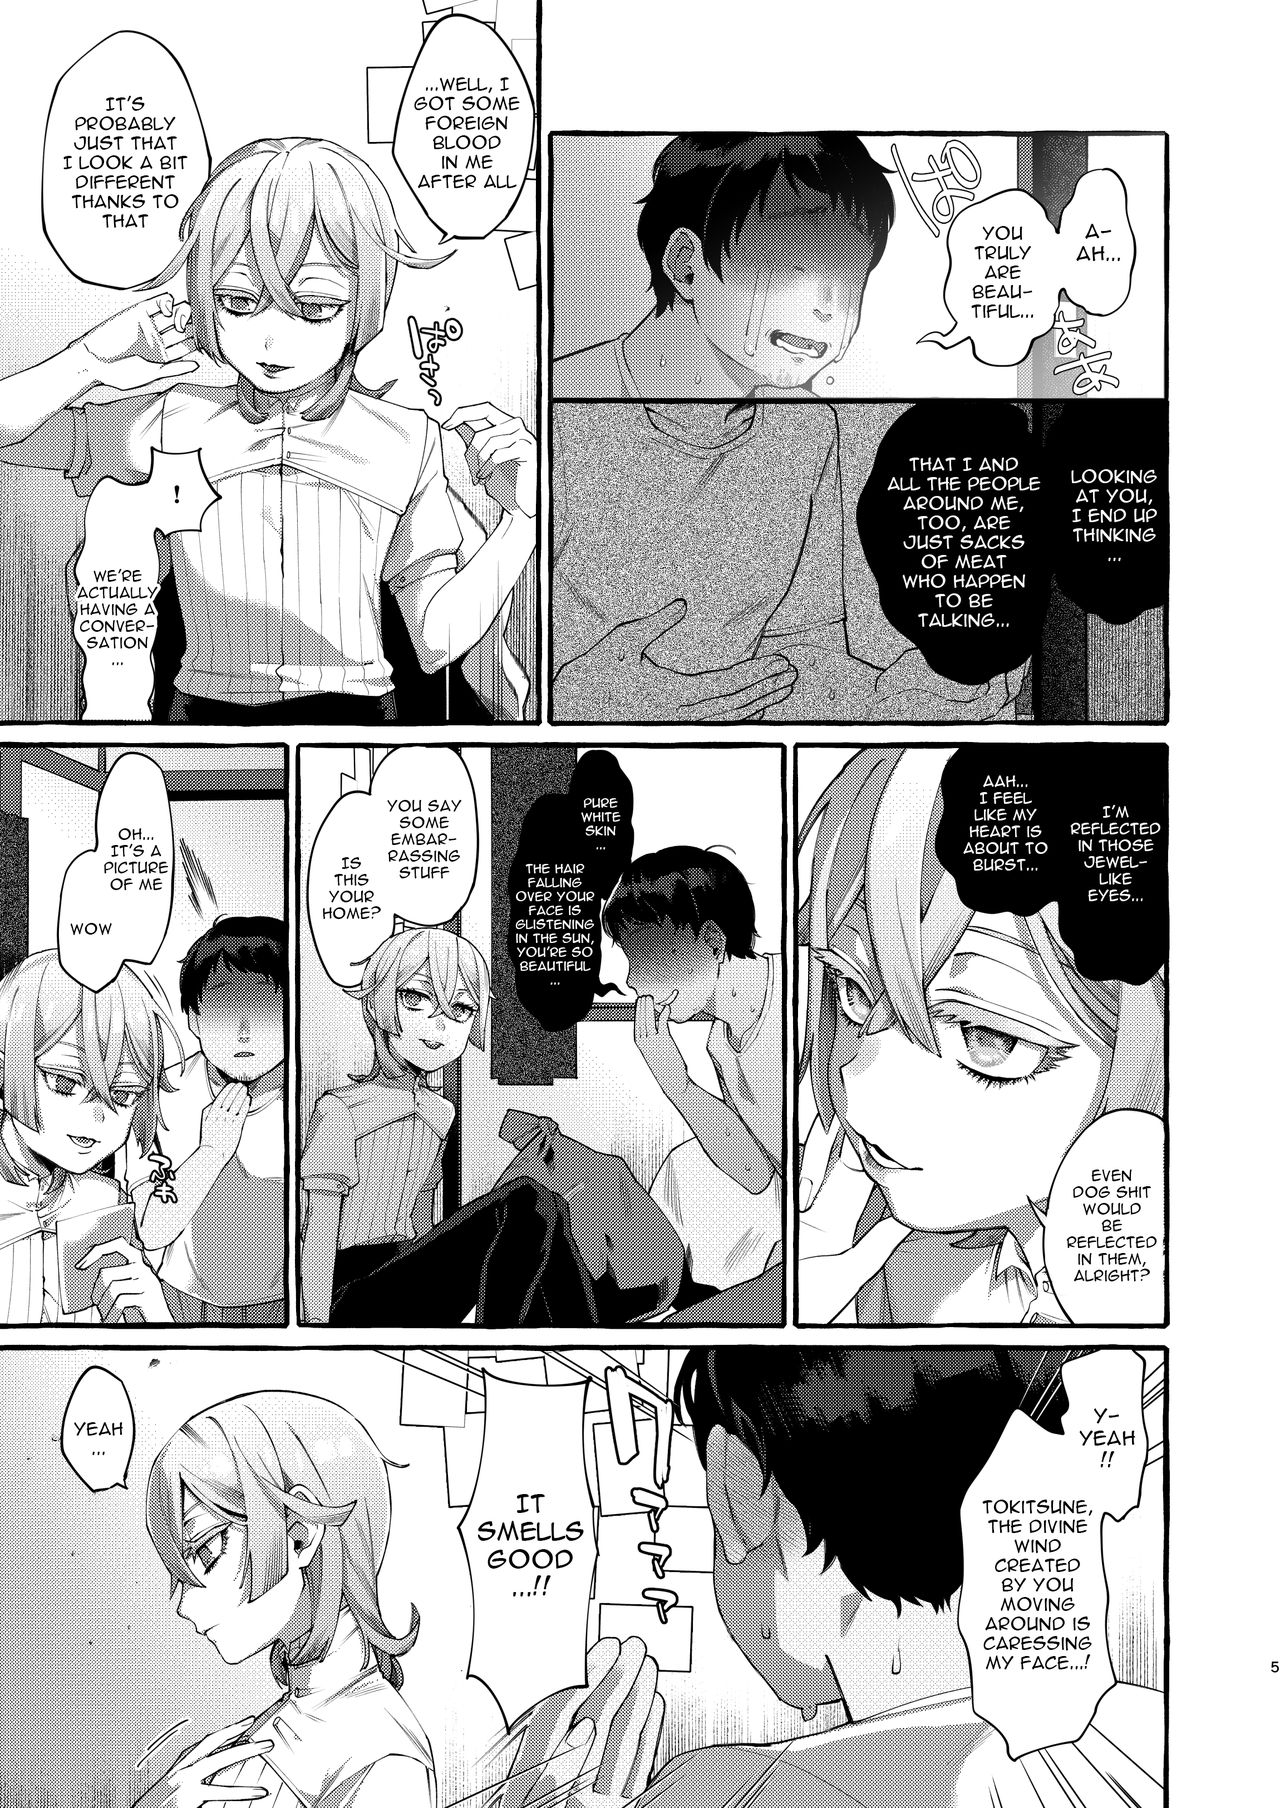 A-
AH...
YOU
TRULY
ARE
BEAU-
TIFUL...
LOOKING
AT YOU,
I END UP
THINKING
...
THAT I AND
ALL THE PEOPLE
AROUND ME,
TOO, ARE
JUST SACKS
OF MEAT
WHO HAPPEN
TO BE
TALKING...
...WELL, I
GOT SOME
FOREIGN
BLOOD
IN ME
AFTER ALL
IT'S
PROBABLY
JUST THAT
I LOOK A BIT
DIFFERENT
THANKS TO
THAT
!
WE'RE
ACTUALLY
HAVING A
CONVER-
SATION
...
I'M
REFLECTED
IN THOSE
JEWEL-
LIKE
EYES...
AAH...
I FEEL
LIKE MY
HEART IS
ABOUT TO
BURST...
EVEN
DOG SHIT
WOULD
BE
REFLECTED
IN THEM,
ALRIGHT?
PURE
WHITE
SKIN
...
THE HAIR
FALLING
OVER YOUR
FACE IS
GLISTENING
IN THE SUN,
YOU'RE SO
BEAUTIFUL
...
YOU SAY
SOME
EMBAR-
RASSING
STUFF
IS
THIS
YOUR
HOME?
OH...
IT'S A
PICTURE
OF ME
WOW
Y-
YEAH
!!
TOKITSUNE,
THE DIVINE
WIND
CREATED
BY YOU
MOVING
AROUND IS
CARESSING
MY FACE...!
IT
SMELLS
GOOD
...!!
YEAH
...
5